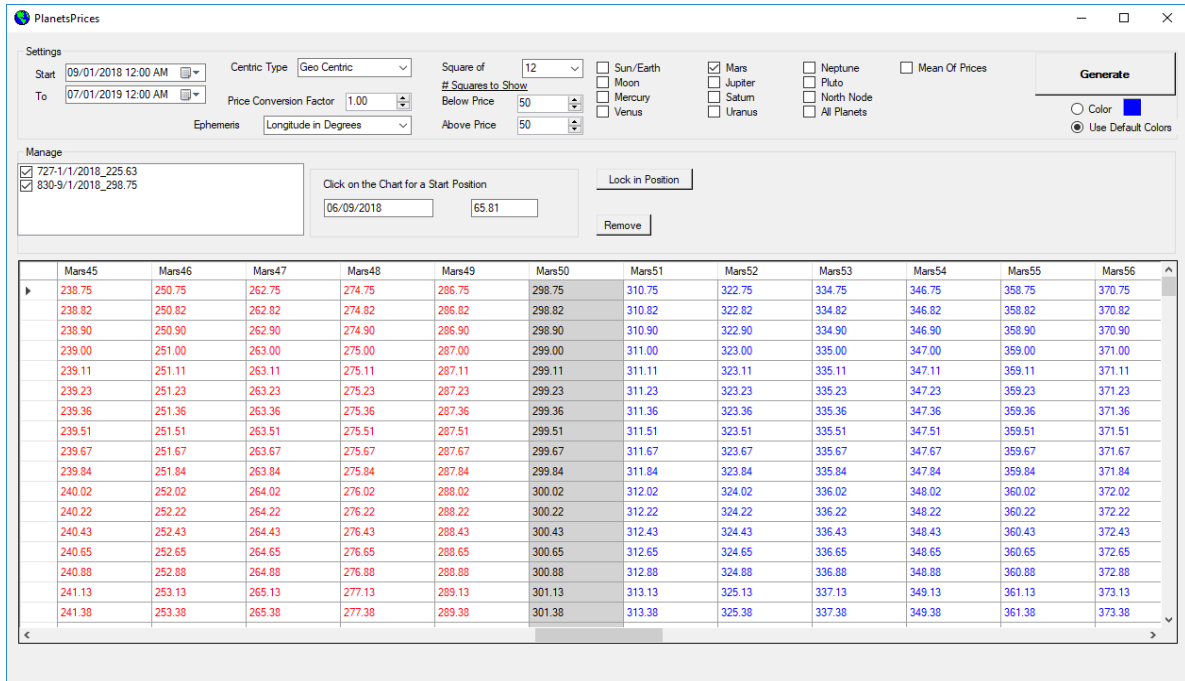 PlanetsPrices
Settings
Start 09/01/2018 12:00 AM Centric Type Geo Centric Square of 12 Sun/Earth Mars Neptune Mean Of Prices Generate
# Squares to Show Moon Jupiter Pluto
To 07/01/2019 12:00 AM Price Conversion Factor 1.00 Below Price 50 Mercury Saturn North Node Color
Venus Uranus All Planets
Ephemeris Longitude in Degrees Above Price 50 Use Default Colors
Manage
727-1/1/2018_225.63
830-9/1/2018_298.75
Click on the Chart for a Start Position
Lock in Position
06/09/2018 65.81
Remove
Mars45 Mars46 Mars47 Mars48 Mars49 Mars50 Mars51 Mars52 Mars53 Mars54 Mars55 Mars56
238.75 250.75 262.75 274.75 286.75 298.75 310.75 322.75 334.75 346.75 358.75 370.75
238.82 250.82 262.82 274.82 286.82 298.82 310.82 322.82 334.82 346.82 358.82 370.82
238.90 250.90 262.90 274.90 286.90 298.90 310.90 322.90 334.90 346.90 358.90 370.90
239.00 251.00 263.00 275.00 287.00 299.00 311.00 323.00 335.00 347.00 359.00 371.00
239.11 251.11 263.11 275.11 287.11 299.11 311.11 323.11 335.11 347.11 359.11 371.11
239.23 251.23 263.23 275.23 287.23 299.23 311.23 323.23 335.23 347.23 359.23 371.23
239.36 251.36 263.36 275.36 287.36 299.36 311.36 323.36 335.36 347.36 359.36 371.36
239.51 251.51 263.51 275.51 287.51 299.51 311.51 323.51 335.51 347.51 359.51 371.51
239.67 251.67 263.67 275.67 287.67 299.67 311.67 323.67 335.67 347.67 359.67 371.67
239.84 251.84 263.84 275.84 287.84 299.84 311.84 323.84 335.84 347.84 359.84 371.84
240.02 252.02 264.02 276.02 288.02 300.02 312.02 324.02 336.02 348.02 360.02 372.02
240.22 252.22 264.22 276.22 288.22 300.22 312.22 324.22 336.22 348.22 360.22 372.22
240.43 252.43 264.43 276.43 288.43 300.43 312.43 324.43 336.43 348.43 360.43 372.43
240.65 252.65 264.65 276.65 288.65 300.65 312.65 324.65 336.65 348.65 360.65 372.65
240.88 252.88 264.88 276.88 288.88 300.88 312.88 324.88 336.88 348.88 360.88 372.88
241.13 253.13 265.13 277.13 289.13 301.13 313.13 325.13 337.13 349.13 361.13 373.13
241.38 253.38 265.38 277.38 289.38 301.38 313.38 325.38 337.38 349.38 361.38 373.38